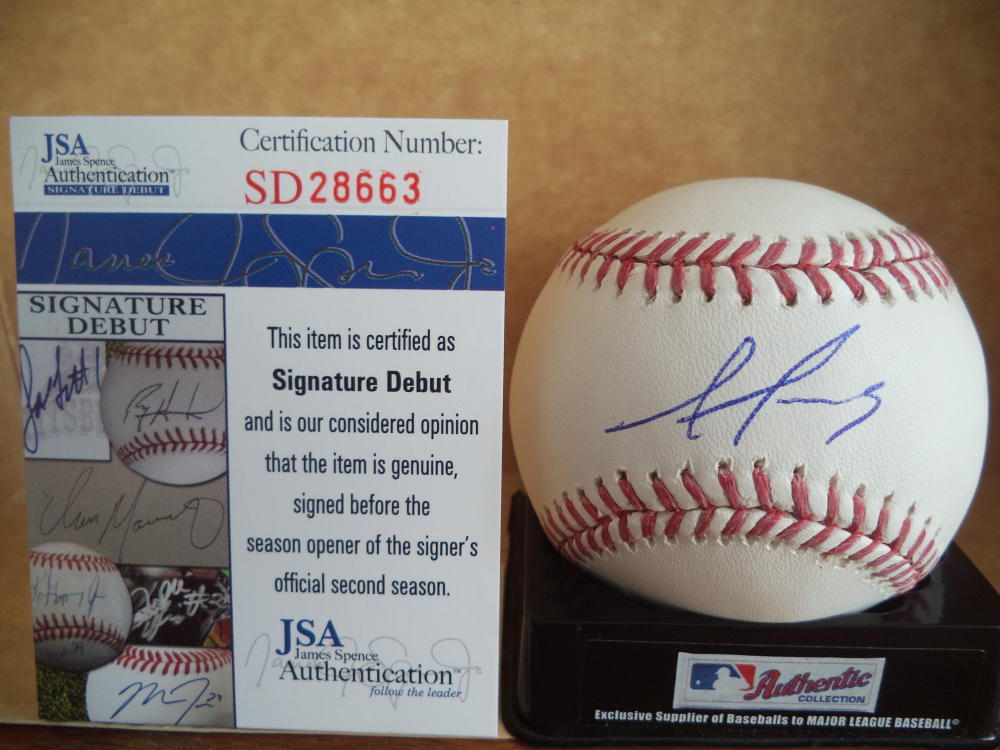 JSA
James Spence
Authentication™
SIGNATURE DEBUT
Certification Number:
SD28663
SIGNATURE
DEBUT
This item is certified as
Signature Debut
and is our considered opinion
that the item is genuine,
signed before the
season opener of the signer's
official second season.
JSA
James Spence
Authentication™
follow the leader
Authentic
COLLECTION
Exclusive Supplier of Baseballs to MAJOR LEAGUE BASEBALL®